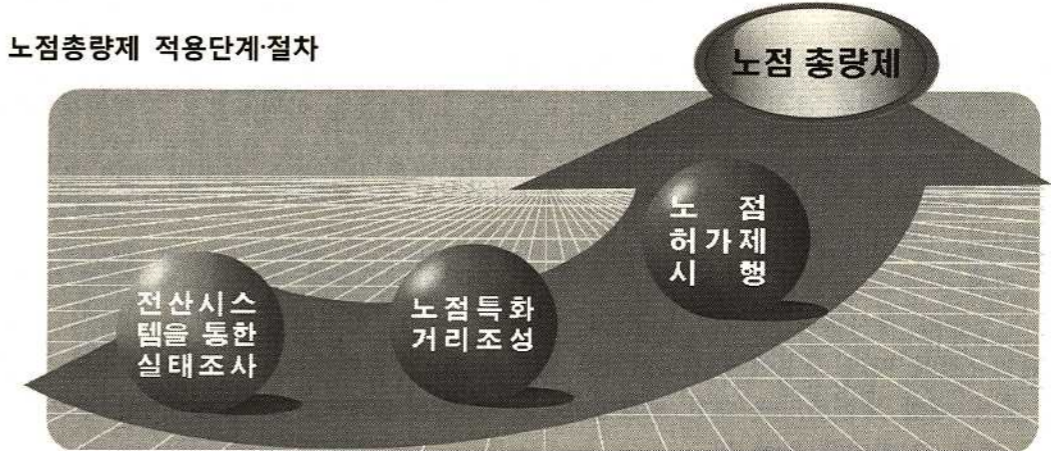 노점총량제 적용단계·절차
노점 총량제
노 점
허가제
시 행
노점특화
거리조성
전산시스
템을 통한
실태조사